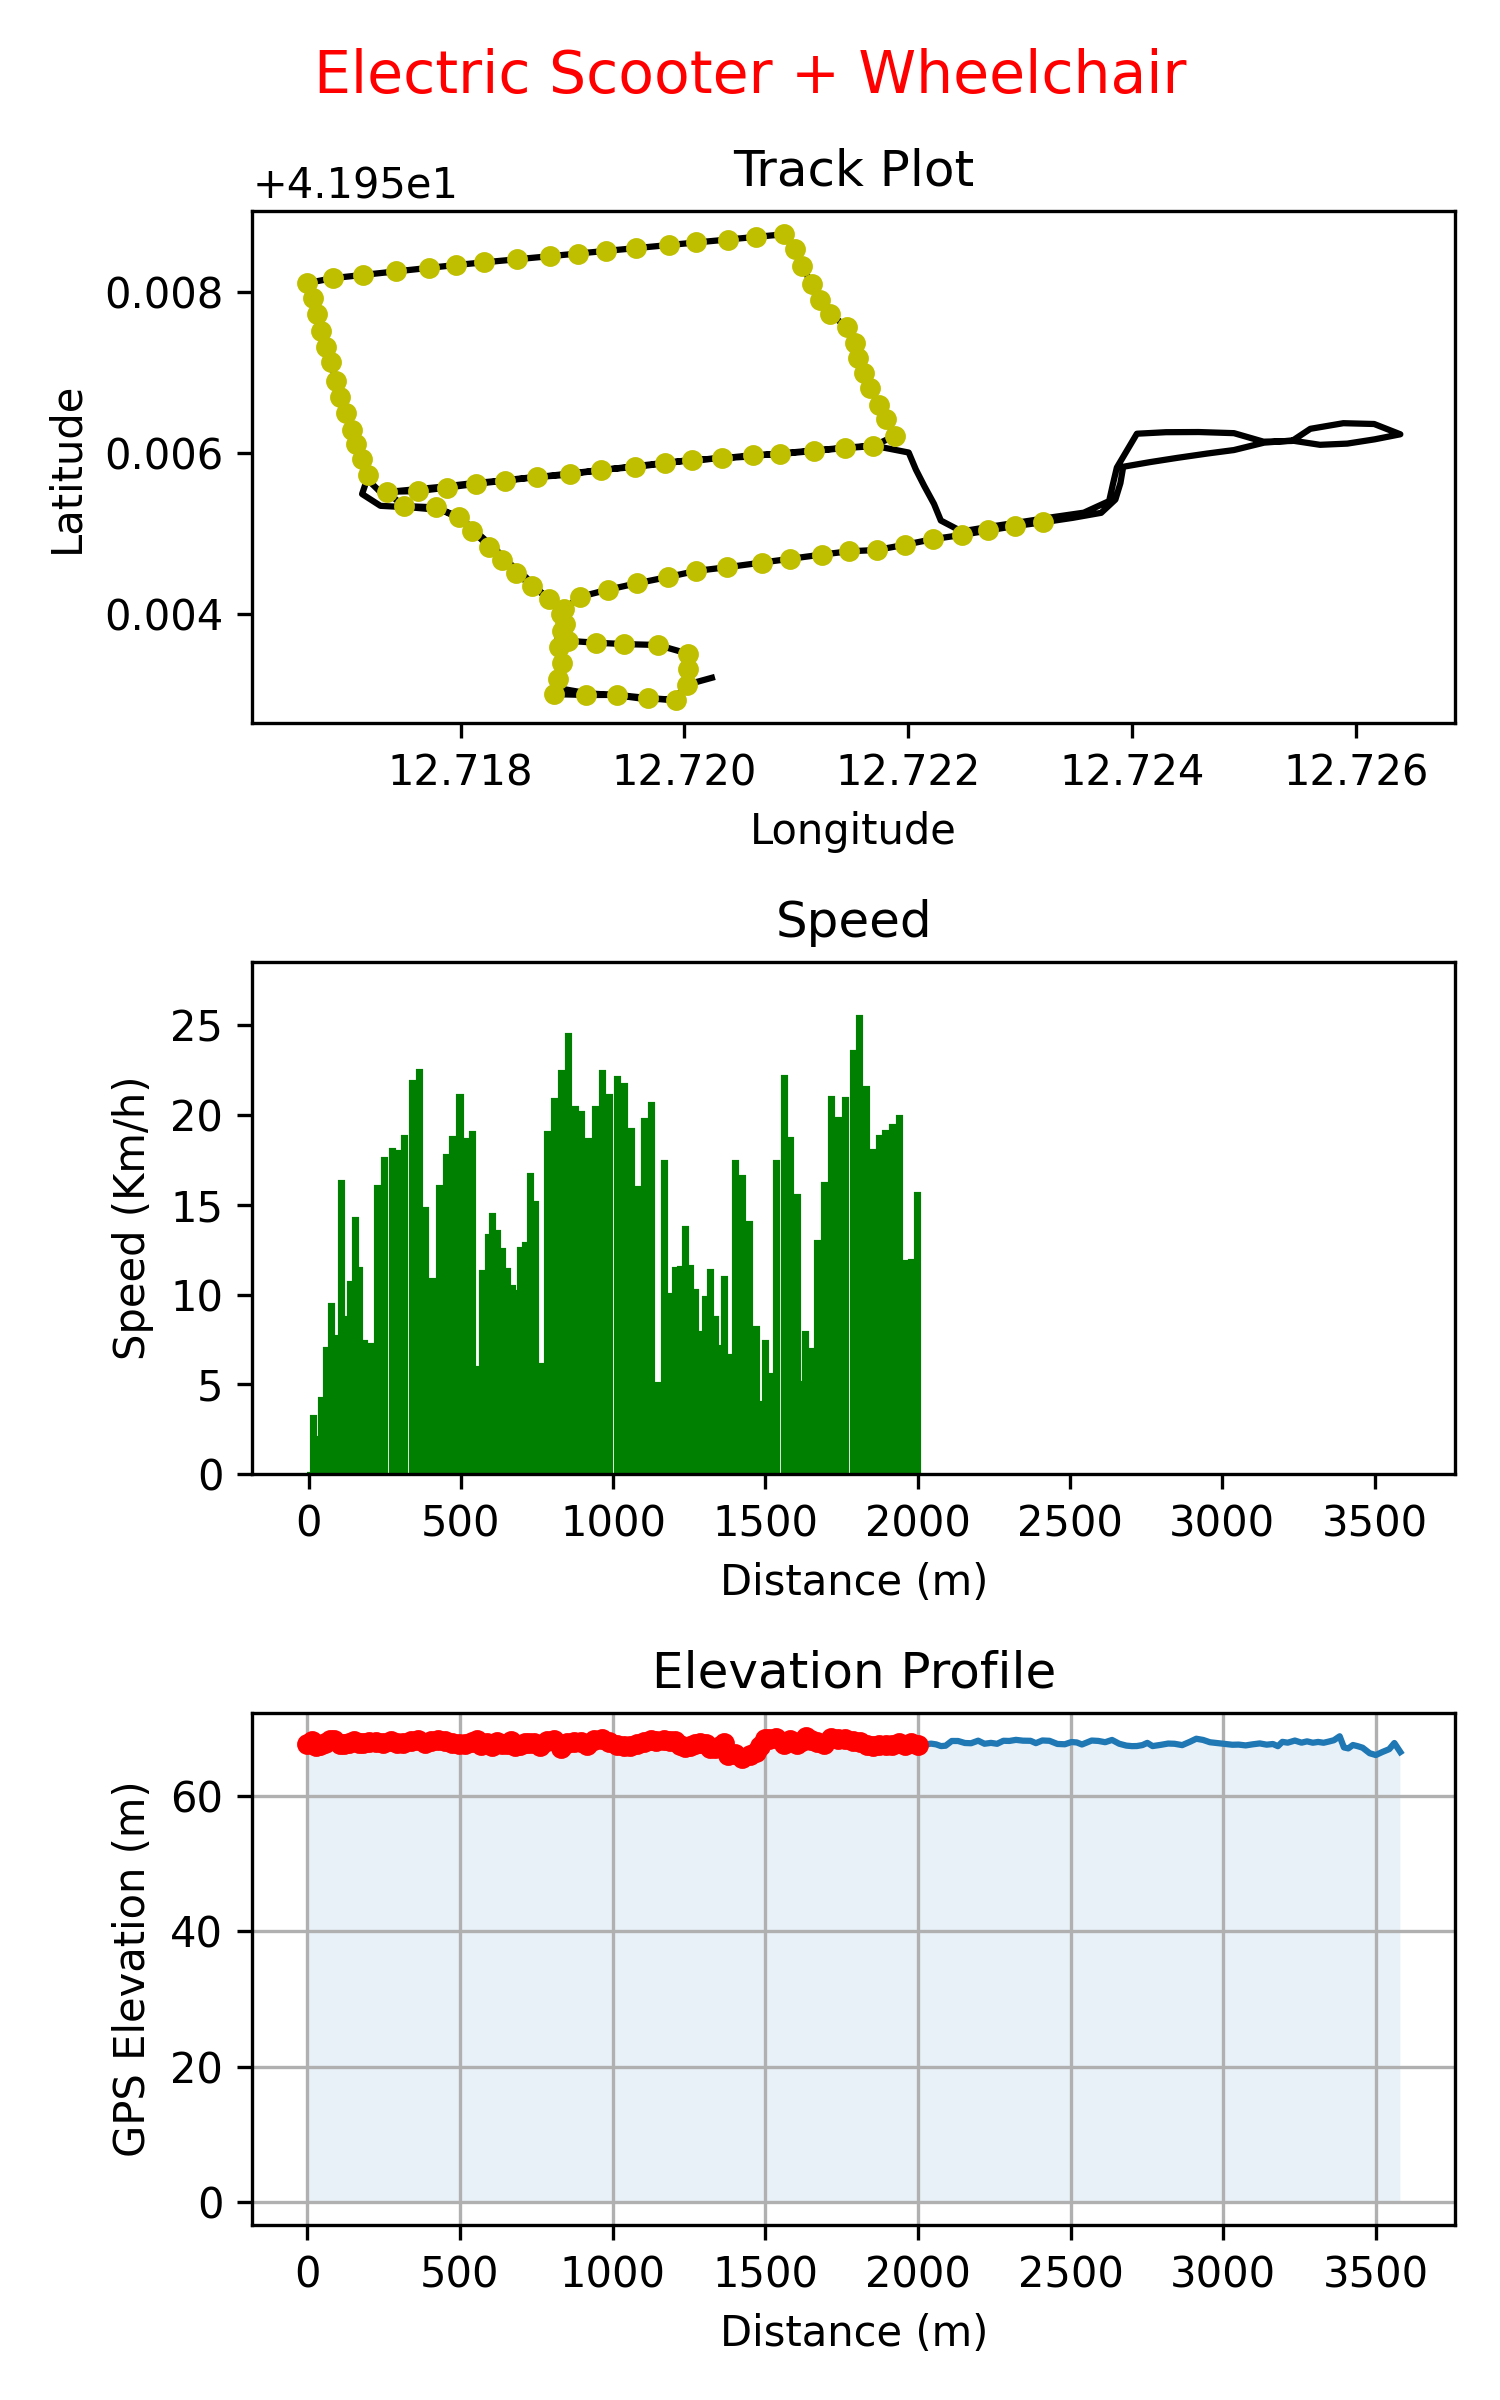 Electric Scooter + Wheelchair
Track Plot
+4.195e1
0.008
0.006
0.004
Latitude
12.718 12.720 12.722 12.724 12.726
Longitude
Speed
25
20
15
10
5
0
Speed (Km/h)
0 500 1000 1500 2000 2500 3000 3500
Distance (m)
Elevation Profile
60
40
20
0
GPS Elevation (m)
0 500 1000 1500 2000 2500 3000 3500
Distance (m)